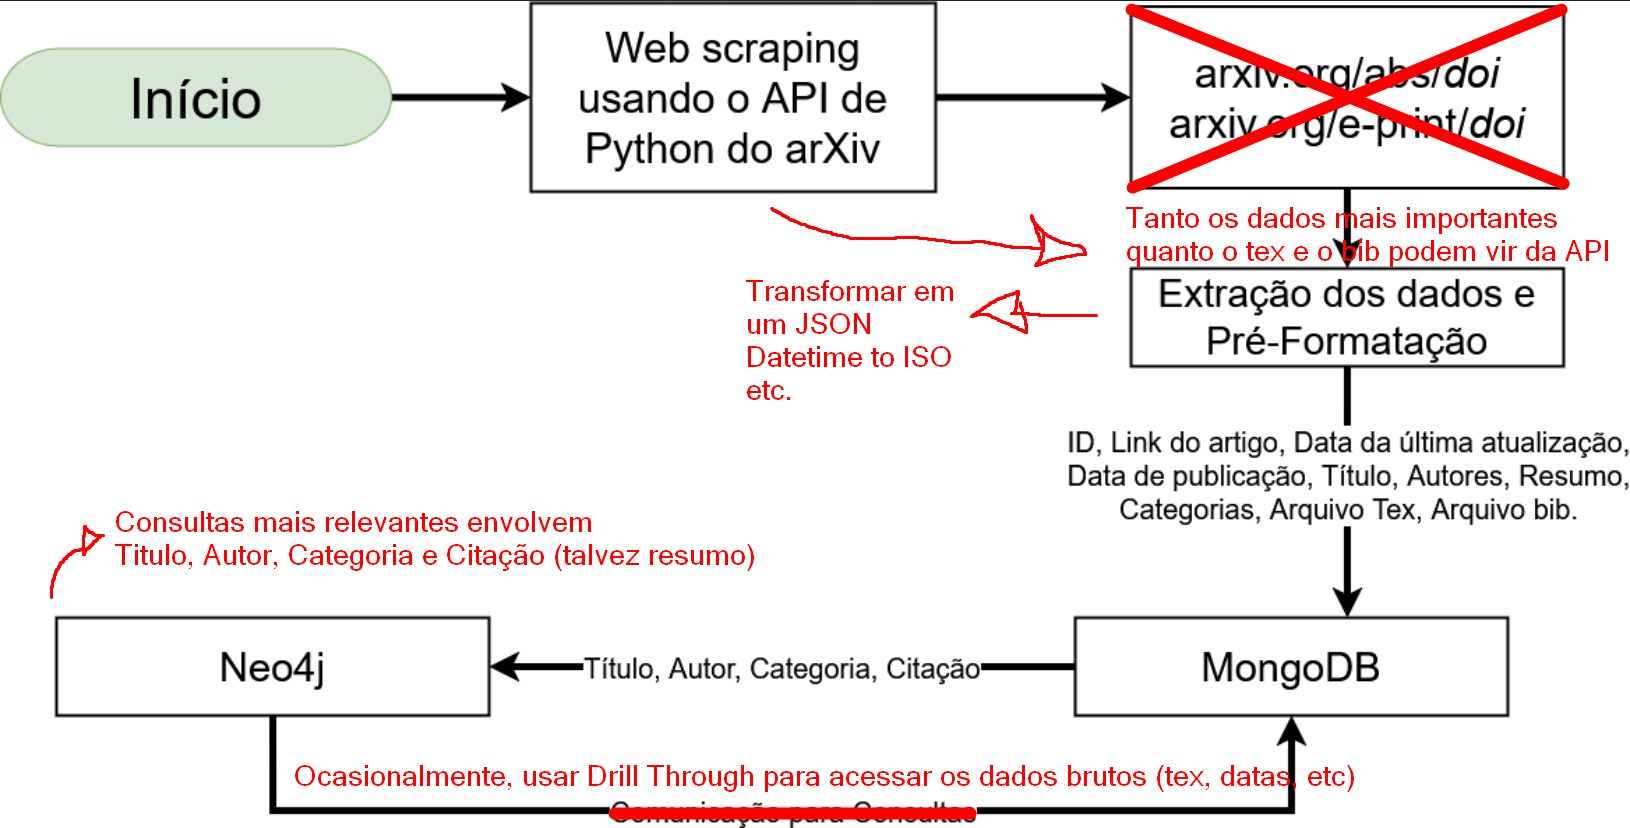 Início
Web scraping
usando o API de
Python do arXiv
arxiv.org/abs/doi
arxiv.org/e-print/doi
Tanto os dados mais importantes
quanto o tex e o bib podem vir da API
Transformar em
um JSON
Datetime to ISO
etc.
Extração dos dados e
Pré-Formatação
ID, Link do artigo, Data da última atualização,
Data de publicação, Título, Autores, Resumo,
Categorias, Arquivo Tex, Arquivo bib.
Consultas mais relevantes envolvem
Titulo, Autor, Categoria e Citação (talvez resumo)
Neo4j
Título, Autor, Categoria, Citação
MongoDB
Ocasionalmente, usar Drill Through para acessar os dados brutos (tex, datas, etc)
Comunicação para Consultas